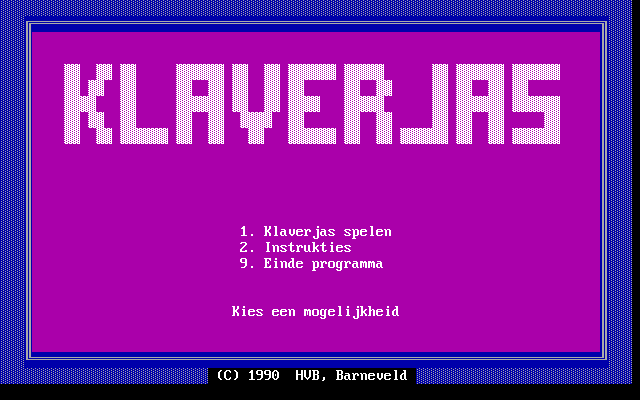 KLAVERJAS
1. Klaverjas spelen
2. Instrukties
9. Einde programma
Kies een mogelijkheid
(C) 1990  HVB, Barneveld